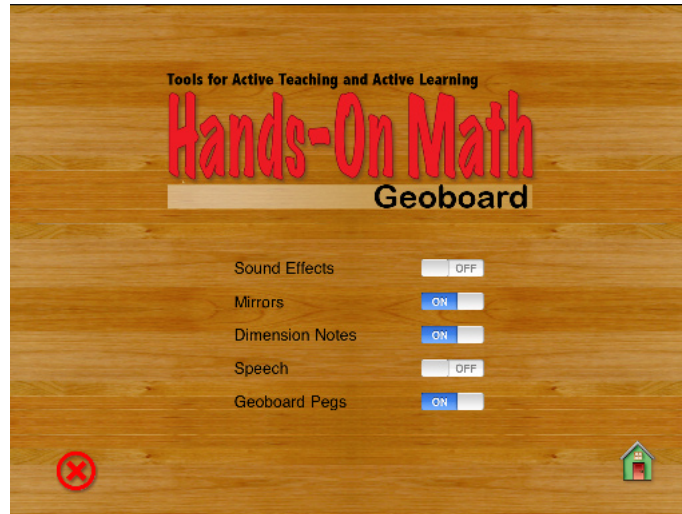 Tools for Active Teaching and Active Learning
Hands-On Math
Geoboard
Sound Effects OFF
Mirrors ON
Dimension Notes ON
Speech OFF
Geoboard Pegs ON